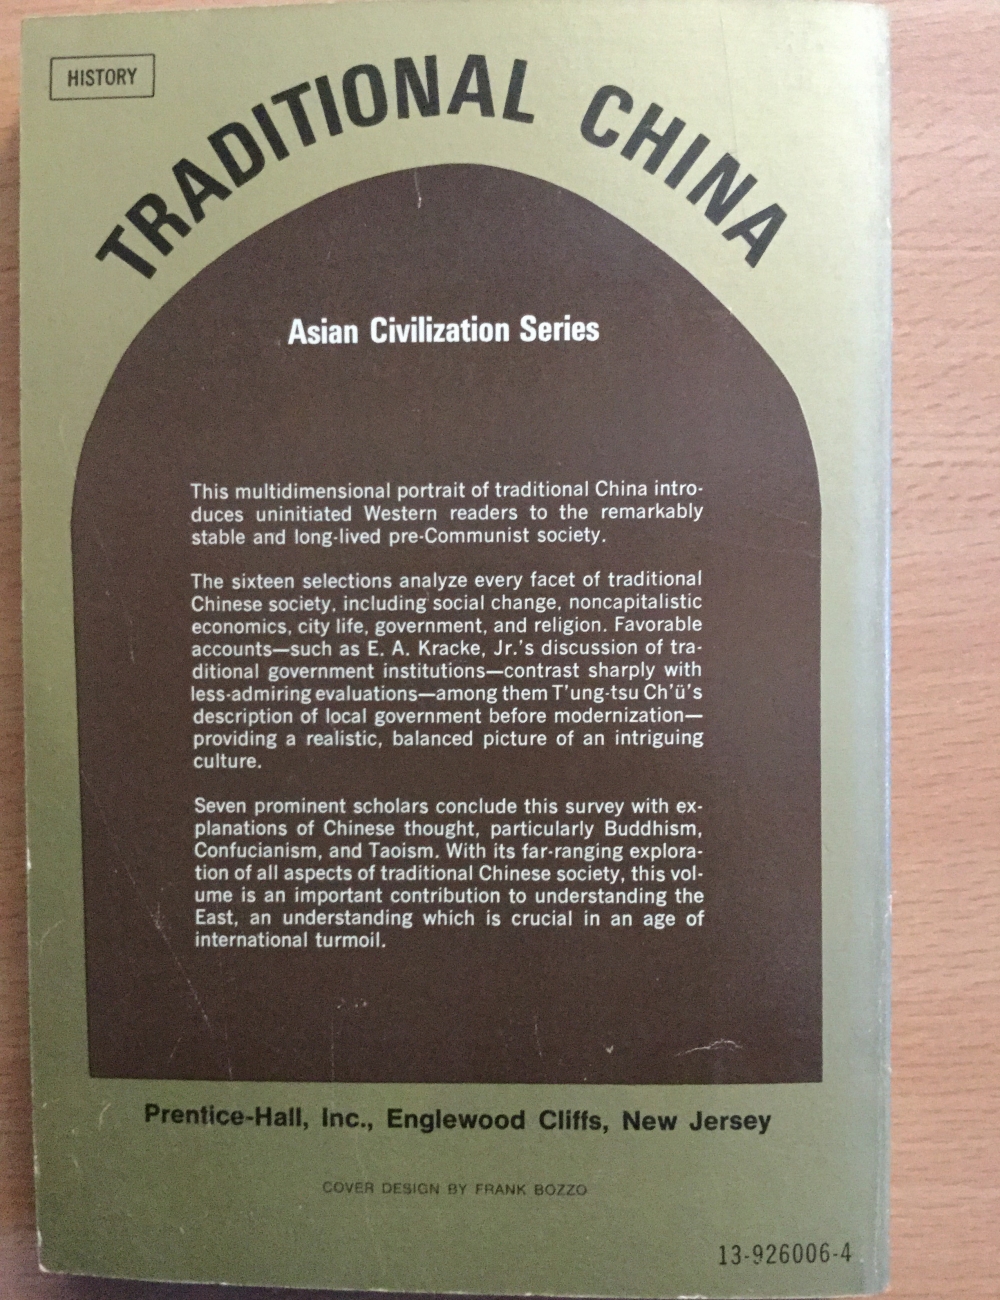 HISTORY
TRADITIONAL CHINA
Asian Civilization Series
This multidimensional portrait of traditional China intro-
duces uninitiated Western readers to the remarkably
stable and long-lived pre-Communist society.
The sixteen selections analyze every facet of traditional
Chinese society, including social change, noncapitalistic
economics, city life, government, and religion. Favorable
accounts—such as E. A. Kracke, Jr.'s discussion of tra-
ditional government institutions—contrast sharply with
less-admiring evaluations—among them T'ung-tsu Ch'ü's
description of local government before modernization—
providing a realistic, balanced picture of an intriguing
culture.
Seven prominent scholars conclude this survey with ex-
planations of Chinese thought, particularly Buddhism,
Confucianism, and Taoism. With its far-ranging explora-
tion of all aspects of traditional Chinese society, this vol-
ume is an important contribution to understanding the
East, an understanding which is crucial in an age of
international turmoil.
Prentice-Hall, Inc., Englewood Cliffs, New Jersey
COVER DESIGN BY FRANK BOZZO
13-926006-4